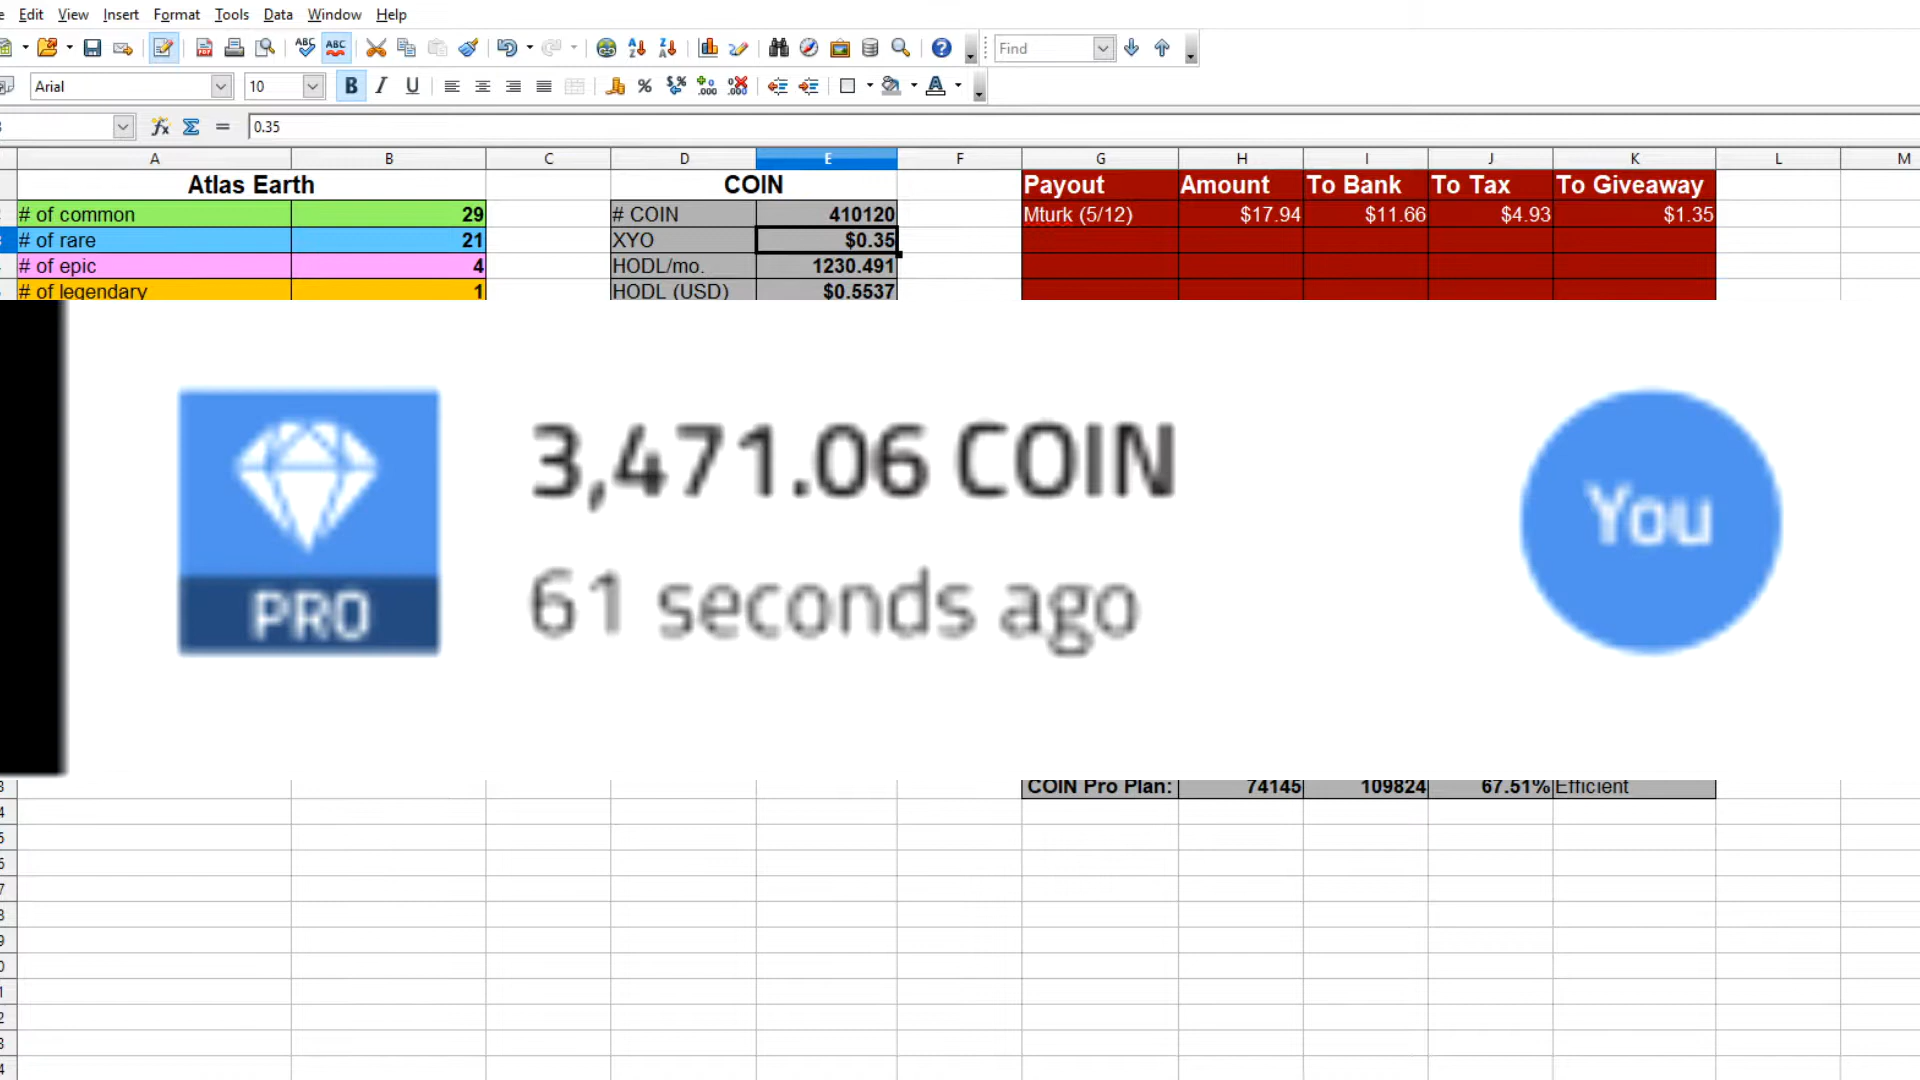 Edit View Insert Format Tools Data Window Help
Find
Arial 10
0.35
A B C D E F G H I J K L M
Atlas Earth COIN Payout Amount To Bank To Tax To Giveaway
# of common 29 # COIN 410120 Mturk (5/12) $17.94 $11.66 $4.93 $1.35
# of rare 21 XYO $0.35
# of epic 4 HODL/mo. 1230.491
# of legendary 1 HODL (USD) $0.5537
3,471.06 COIN
61 seconds ago
PRO
You
COIN Pro Plan: 74145 109824 67.51% Efficient